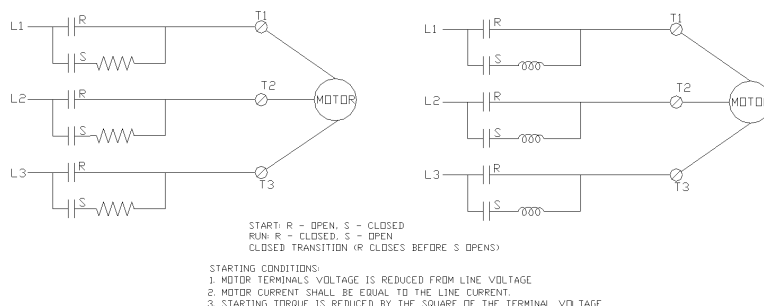 L1 R T1
S
L2 R T2 MOTOR
S
L3 R T3
S
L1 R T1
S
L2 R T2 MOTO
S
L3 R T3
S
START: R - OPEN, S - CLOSED
RUN: R - CLOSED, S - OPEN
CLOSED TRANSITION (R CLOSES BEFORE S OPENS)
STARTING CONDITIONS:
1. MOTOR TERMINALS VOLTAGE IS REDUCED FROM LINE VOLTAGE
2. MOTOR CURRENT SHALL BE EQUAL TO THE LINE CURRENT.
3. STARTING TORQUE IS REDUCED BY THE SQUARE OF THE TERMINAL VOLTAGE